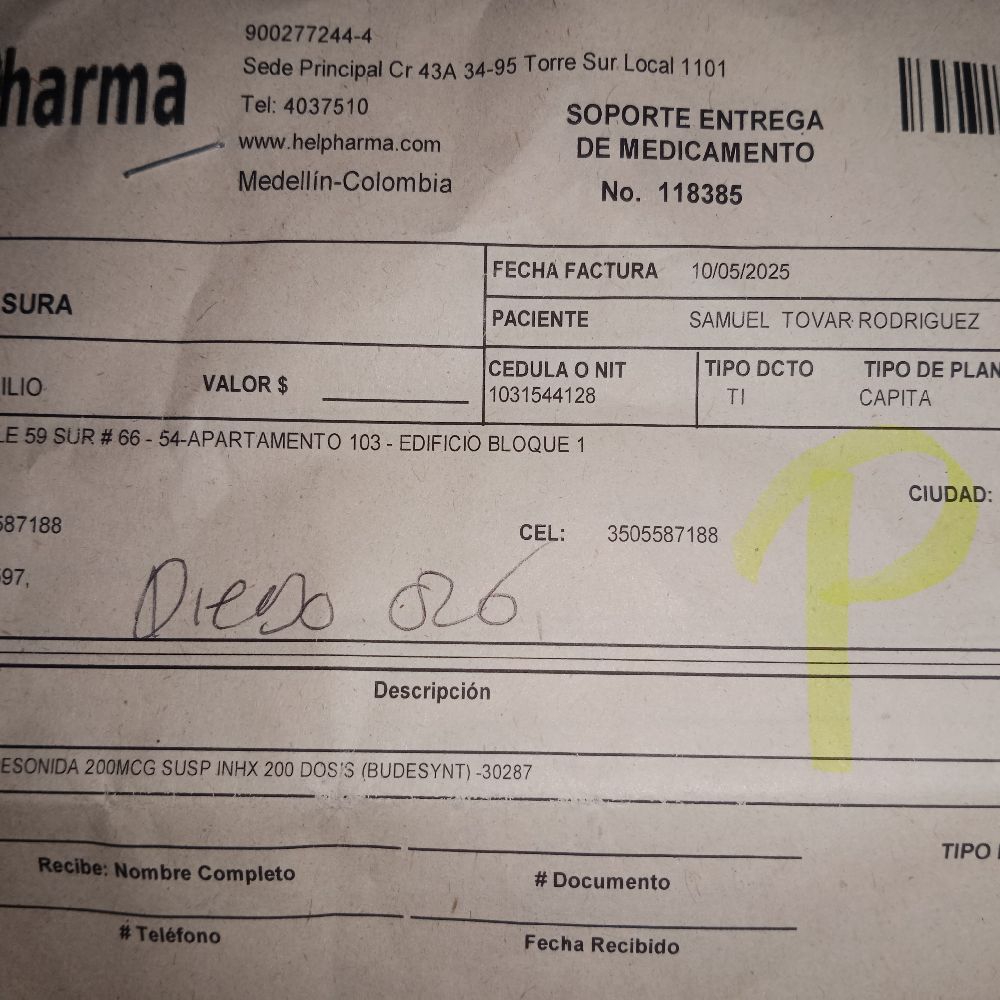 harma
900277244-4
Sede Principal Cr 43A 34-95 Torre Sur Local 1101
Tel: 4037510
www.helpharma.com
Medellín-Colombia
SOPORTE ENTREGA
DE MEDICAMENTO
No. 118385
SURA
FECHA FACTURA 10/05/2025
PACIENTE SAMUEL TOVAR RODRIGUEZ
ILIO VALOR $
CEDULA O NIT
1031544128
TIPO DCTO
TI
TIPO DE PLAN
CAPITA
LE 59 SUR # 66 - 54-APARTAMENTO 103 - EDIFICIO BLOQUE 1
CIUDAD:
587188 CEL: 3505587188
597,
Diego 826
P
Descripción
ESONIDA 200MCG SUSP INHX 200 DOSIS (BUDESYNT) -30287
TIPO
Recibe: Nombre Completo # Documento
# Teléfono Fecha Recibido